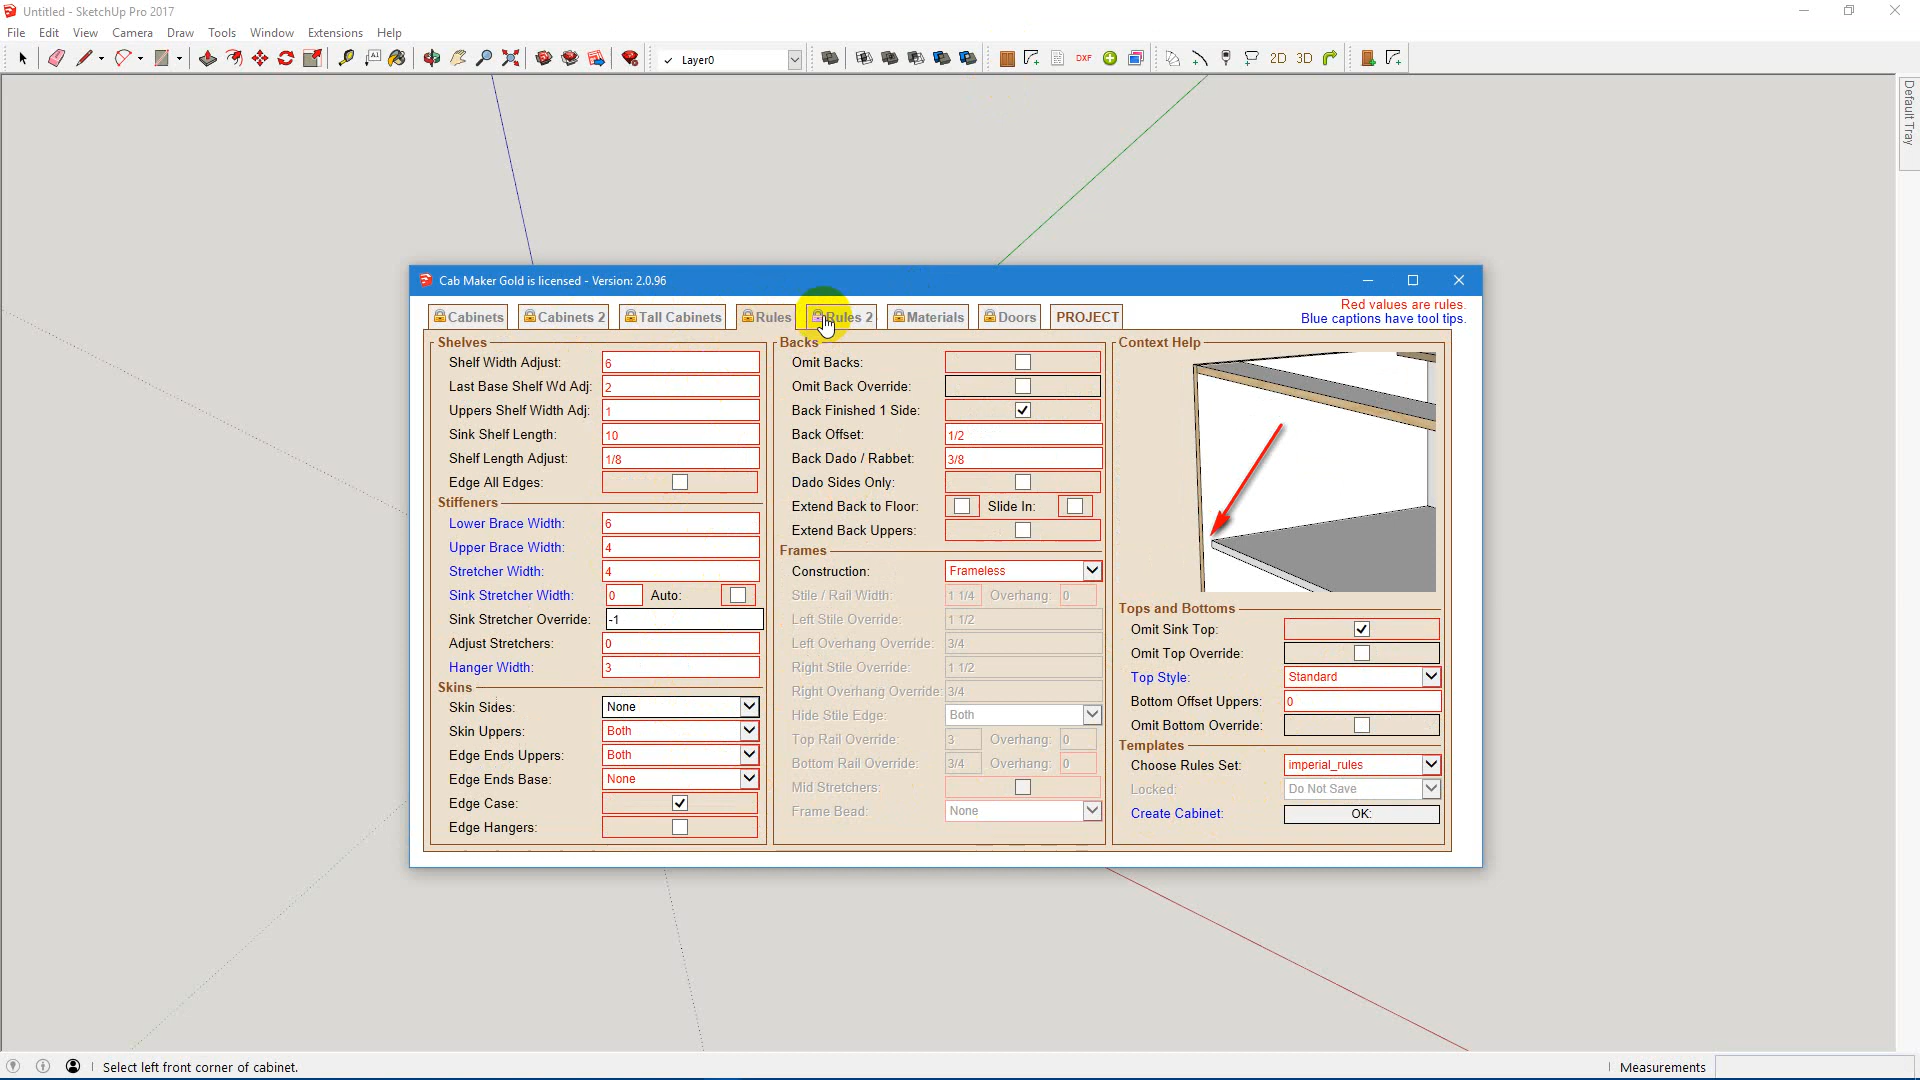 Untitled - SketchUp Pro 2017
File Edit View Camera Draw Tools Window Extensions Help
Layer0 DXF 2D 3D
Default Tray
Cab Maker Gold is licensed - Version: 2.0.96
Cabinets Cabinets 2 Tall Cabinets Rules Rules 2 Materials Doors PROJECT
Red values are rules.
Blue captions have tool tips.
Shelves
Shelf Width Adjust: 6
Last Base Shelf Wd Adj: 2
Uppers Shelf Width Adj: 1
Sink Shelf Length: 10
Shelf Length Adjust: 1/8
Edge All Edges:
Stiffeners
Lower Brace Width: 6
Upper Brace Width: 4
Stretcher Width: 4
Sink Stretcher Width: 0 Auto:
Sink Stretcher Override: -1
Adjust Stretchers: 0
Hanger Width: 3
Skins
Skin Sides: None
Skin Uppers: Both
Edge Ends Uppers: Both
Edge Ends Base: None
Edge Case:
Edge Hangers:
Backs
Omit Backs:
Omit Back Override:
Back Finished 1 Side:
Back Offset: 1/2
Back Dado / Rabbet: 3/8
Dado Sides Only:
Extend Back to Floor: Slide In:
Extend Back Uppers:
Frames
Construction: Frameless
Stile / Rail Width: 1 1/4 Overhang: 0
Left Stile Override: 1 1/2
Left Overhang Override: 3/4
Right Stile Override: 1 1/2
Right Overhang Override: 3/4
Hide Stile Edge: Both
Top Rail Override: 3 Overhang: 0
Bottom Rail Override: 3/4 Overhang: 0
Mid Stretchers:
Frame Bead: None
Context Help
Tops and Bottoms
Omit Sink Top:
Omit Top Override:
Top Style: Standard
Bottom Offset Uppers: 0
Omit Bottom Override:
Templates
Choose Rules Set: imperial_rules
Locked: Do Not Save
Create Cabinet: OK:
Select left front corner of cabinet.
Measurements